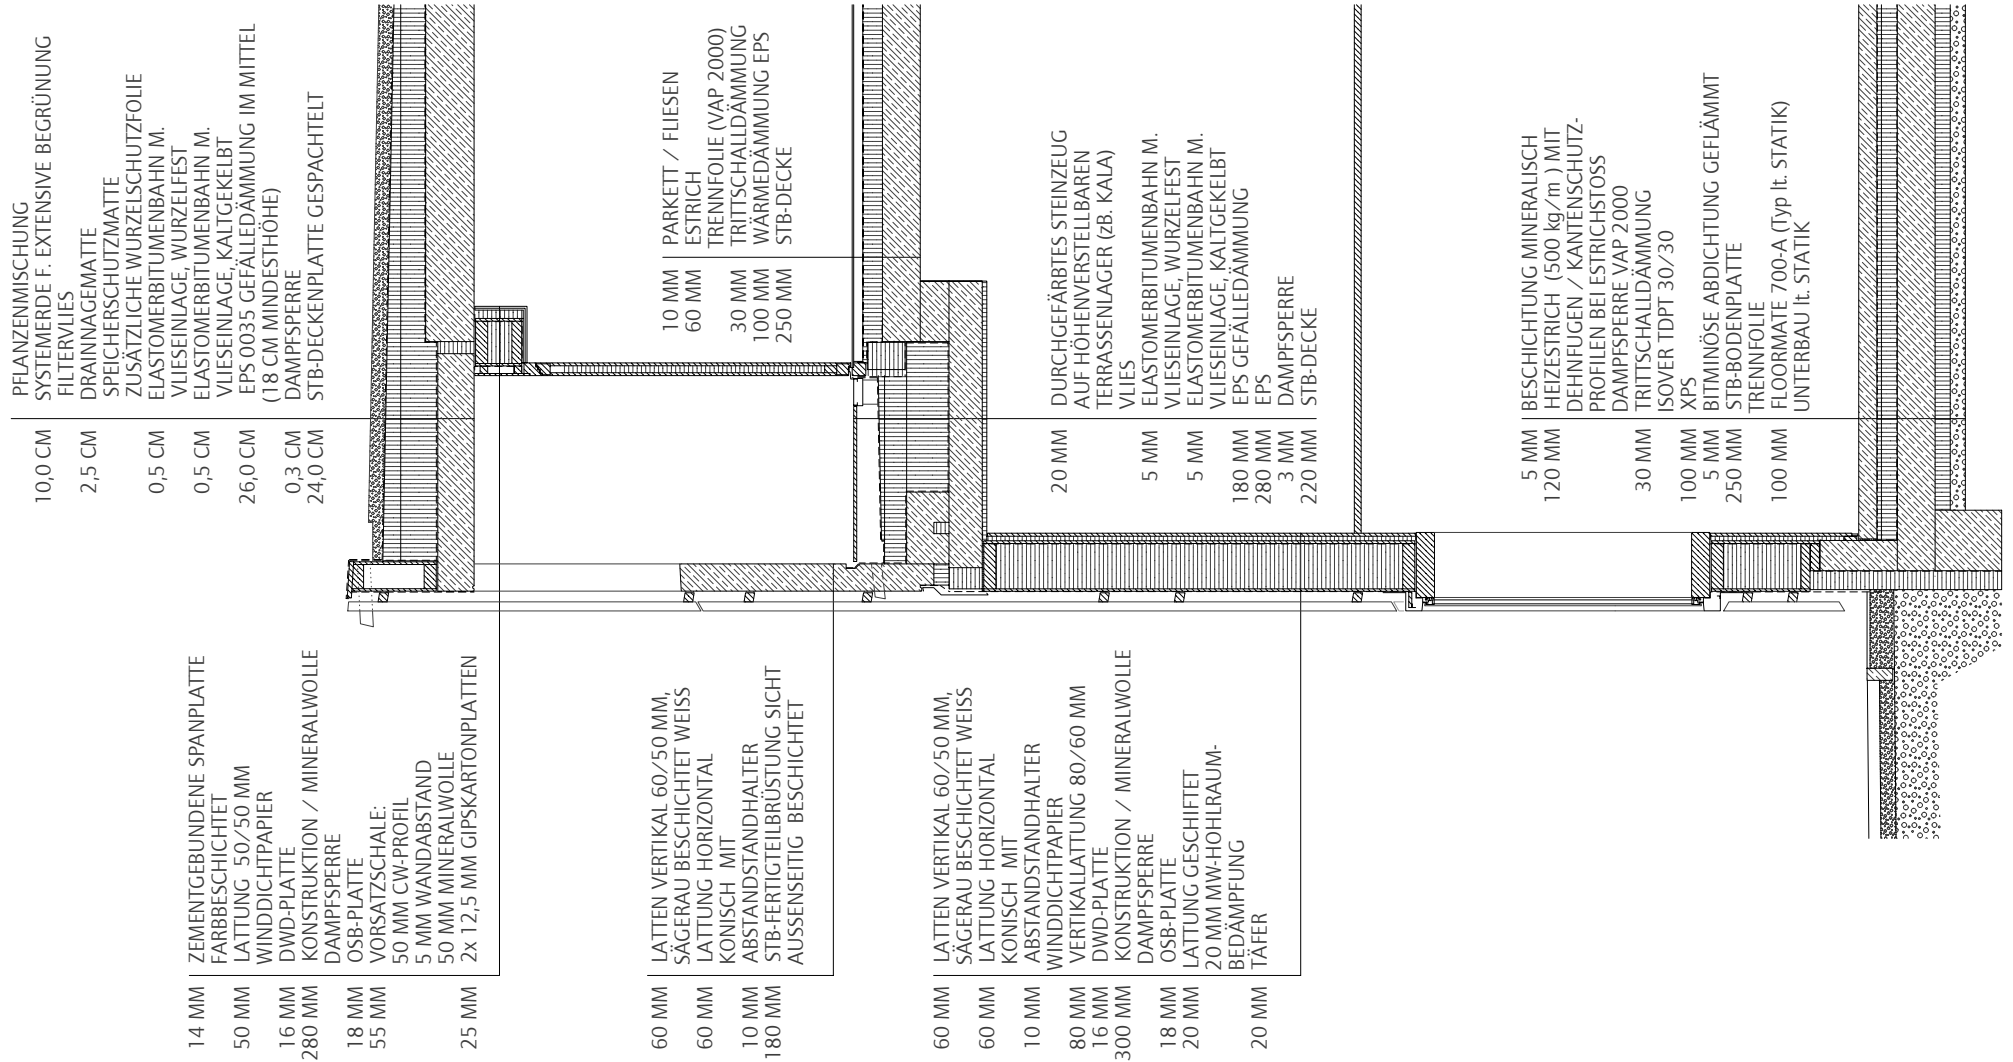 PFLANZENMISCHUNG
10,0 CM SYSTEMERDE F. EXTENSIVE BEGRÜNUNG
FILTERVLIES
2,5 CM DRAINNAGEMATTE
SPEICHERSCHUTZMATTE
ZUSÄTZLICHE WURZELSCHUTZFOLIE
0,5 CM ELASTOMERBITUMENBAHN M.
VLIESEINLAGE, WURZELFEST
0,5 CM ELASTOMERBITUMENBAHN M.
VLIESEINLAGE, KALTGEKELBT
26,0 CM EPS 0035 GEFÄLLEDÄMMUNG IM MITTEL
(18 CM MINDESTHÖHE)
0,3 CM DAMPFSPERRE
24,0 CM STB-DECKENPLATTE GESPACHTELT
10 MM PARKETT / FLIESEN
60 MM ESTRICH
TRENNFOLIE (VAP 2000)
30 MM TRITTSCHALLDÄMMUNG
100 MM WÄRMEDÄMMUNG EPS
250 MM STB-DECKE
20 MM DURCHGEFÄRBTES STEINZEUG
AUF HÖHENVERSTELLBAREN
TERRASSENLAGER (zB. KALA)
VLIES
5 MM ELASTOMERBITUMENBAHN M.
VLIESEINLAGE, WURZELFEST
5 MM ELASTOMERBITUMENBAHN M.
VLIESEINLAGE, KALTGEKELBT
180 MM EPS GEFÄLLEDÄMMUNG
280 MM EPS
3 MM DAMPFSPERRE
220 MM STB-DECKE
5 MM BESCHICHTUNG MINERALISCH
120 MM HEIZESTRICH (500 kg/m ) MIT
DEHNFUGEN / KANTENSCHUTZ-
PROFILEN BEI ESTRICHSTOSS
DAMPFSPERRE VAP 2000
30 MM TRITTSCHALLDÄMMUNG
ISOVER TDPT 30/30
100 MM XPS
5 MM BITMINÖSE ABDICHTUNG GEFLÄMMT
250 MM STB-BODENPLATTE
TRENNFOLIE
100 MM FLOORMATE 700-A (Typ lt. STATIK)
UNTERBAU lt. STATIK
14 MM ZEMENTGEBUNDENE SPANPLATTE
FARBBESCHICHTET
50 MM LATTUNG 50/50 MM
WINDDICHTPAPIER
16 MM DWD-PLATTE
280 MM KONSTRUKTION / MINERALWOLLE
DAMPFSPERRE
18 MM OSB-PLATTE
55 MM VORSATZSCHALE:
50 MM CW-PROFIL
5 MM WANDABSTAND
50 MM MINERALWOLLE
25 MM 2x 12,5 MM GIPSKARTONPLATTEN
60 MM LATTEN VERTIKAL 60/50 MM,
SÄGERAU BESCHICHTET WEISS
60 MM LATTUNG HORIZONTAL
KONISCH MIT
10 MM ABSTANDSTANDHALTER
180 MM STB-FERTIGTEILBRÜSTUNG SICHT
AUSSENSEITIG BESCHICHTET
60 MM LATTEN VERTIKAL 60/50 MM,
SÄGERAU BESCHICHTET WEISS
60 MM LATTUNG HORIZONTAL
KONISCH MIT
10 MM ABSTANDSTANDHALTER
WINDDICHTPAPIER
80 MM VERTIKALLATTUNG 80/60 MM
16 MM DWD-PLATTE
300 MM KONSTRUKTION / MINERALWOLLE
DAMPFSPERRE
18 MM OSB-PLATTE
20 MM LATTUNG GESCHIFTET
20 MM MW-HOHLRAUM-
BEDÄMPFUNG
20 MM TÄFER